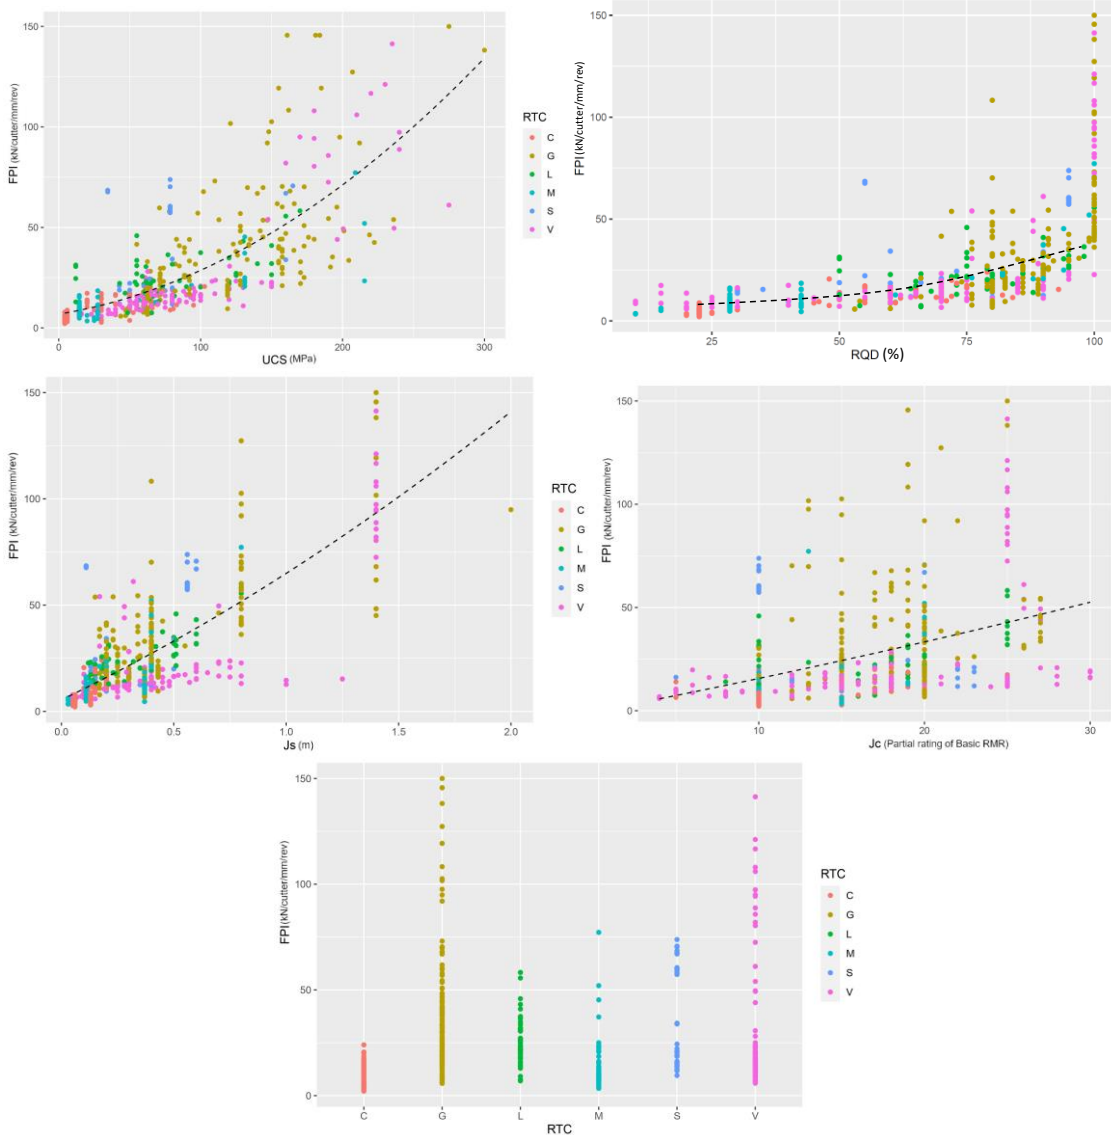 150
100
50
0
FPI (kN/cutter/mm/rev)
0
100
200
300
UCS (MPa)
RTC
C
G
L
M
S
V
150
100
50
0
FPI(kN/cutter/mm/rev)
25
50
75
100
RQD (%)
150
100
50
0
FPI (kN/cutter/mm/rev)
0.0
0.5
1.0
1.5
2.0
Js (m)
RTC
C
G
L
M
S
V
150
100
50
0
FPI (kN/cutter/mm/rev)
10
20
30
Jc (Partial rating of Basic RMR)
150
100
50
0
FPI(kN/cutter/mm/rev)
C
G
L
M
S
V
RTC
RTC
C
G
L
M
S
V